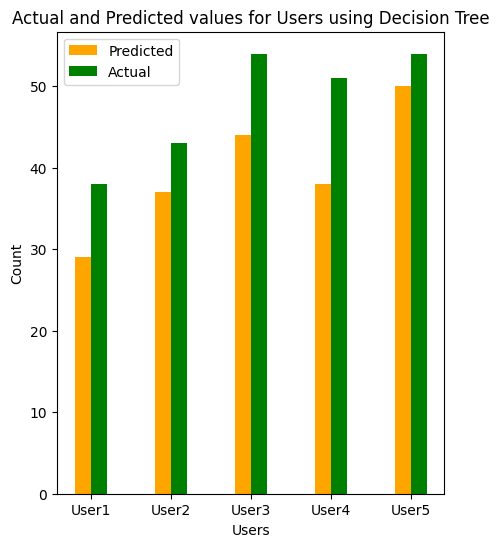 Actual and Predicted values for Users using Decision Tree
Predicted
Actual
50
40
30
20
10
0
Count
User1 User2 User3 User4 User5
Users